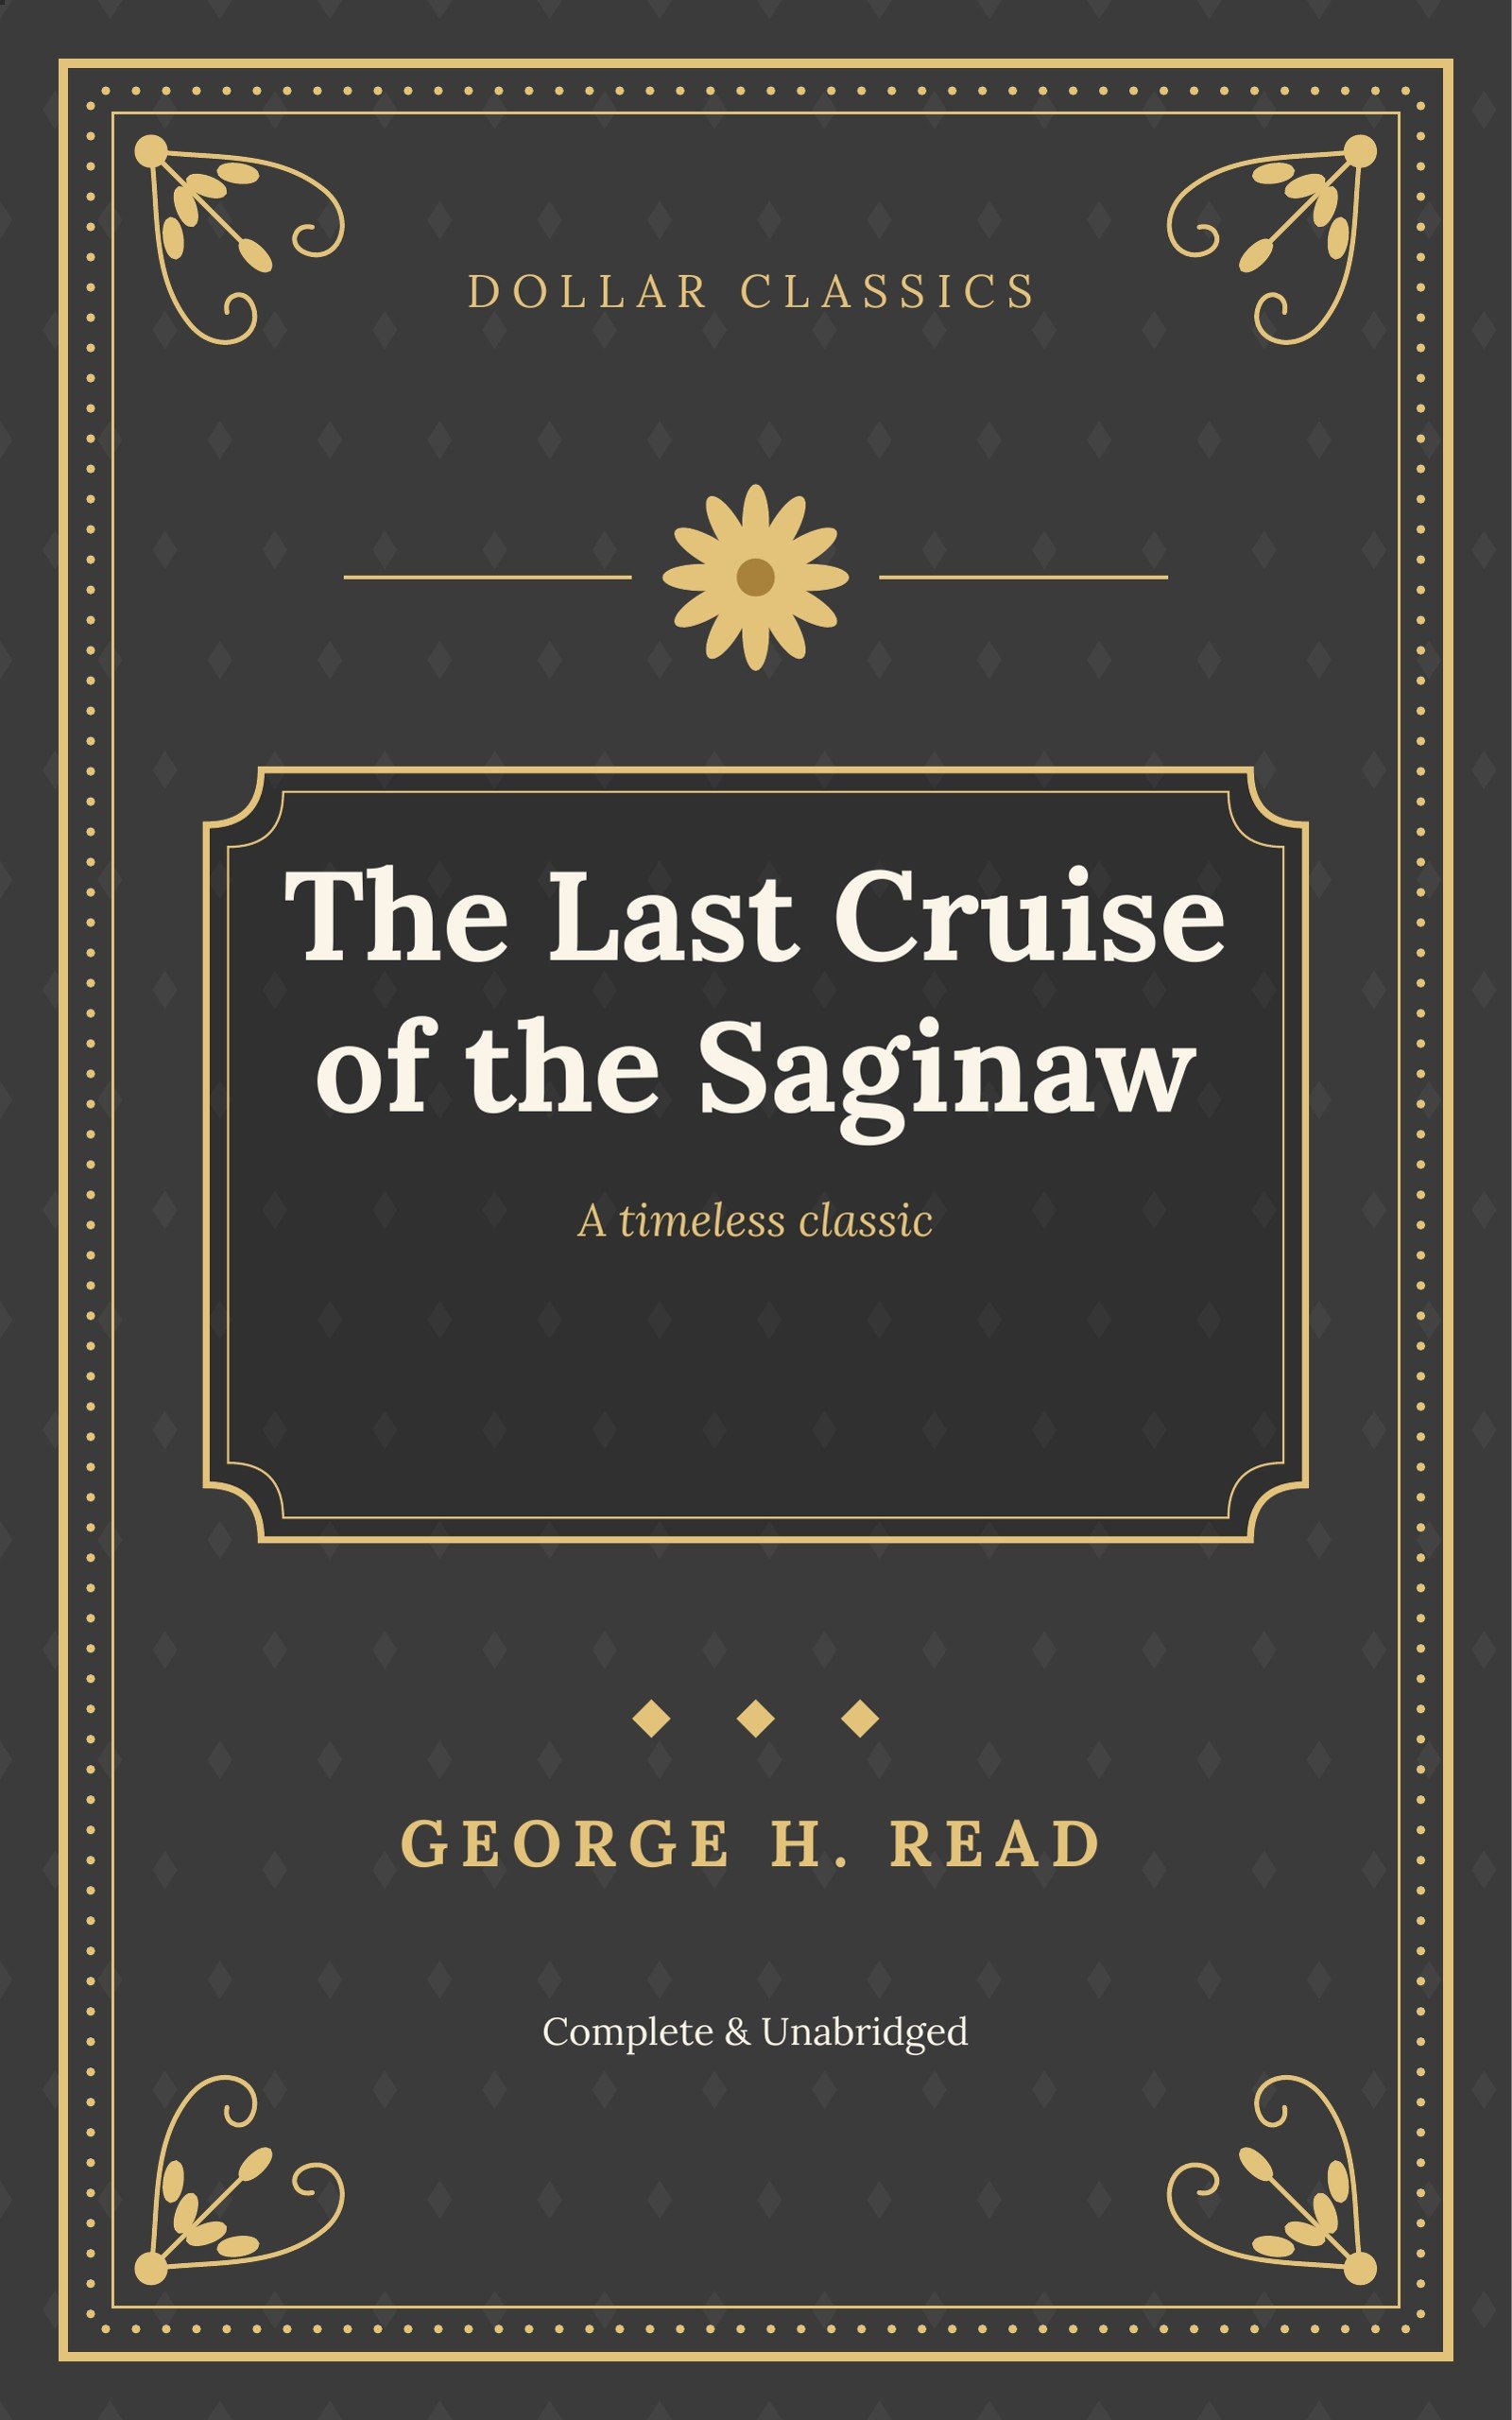 DOLLAR CLASSICS
The Last Cruise
of the Saginaw
A timeless classic
GEORGE H. READ
Complete & Unabridged